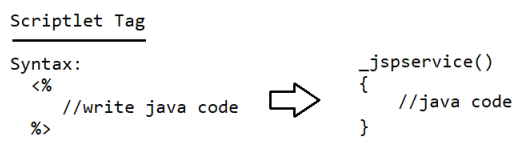 Scriptlet Tag
Syntax:
<%
//write java code
%>
_jspservice()
{
//java code
}